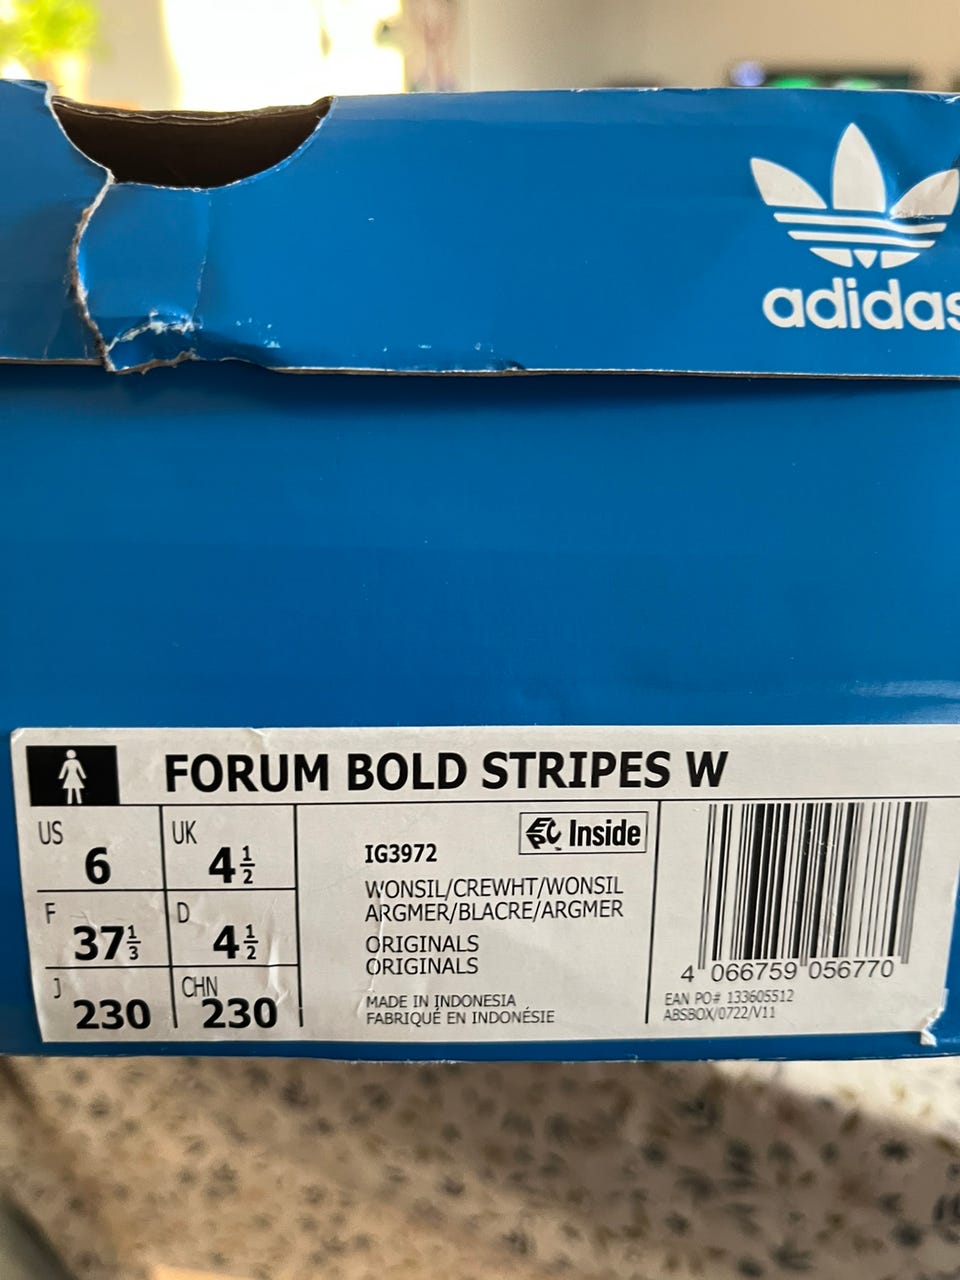 adidas
FORUM BOLD STRIPES W
US 6
UK 4½
F 37⅓
D 4½
J 230
CHN 230
EPC Inside
IG3972
WONSIL/CREWHT/WONSIL
ARGMER/BLACRE/ARGMER
ORIGINALS
ORIGINALS
MADE IN INDONESIA
FABRIQUÉ EN INDONÉSIE
4 066759 056770
EAN PO# 133605512
ABSBOX/0722/V11